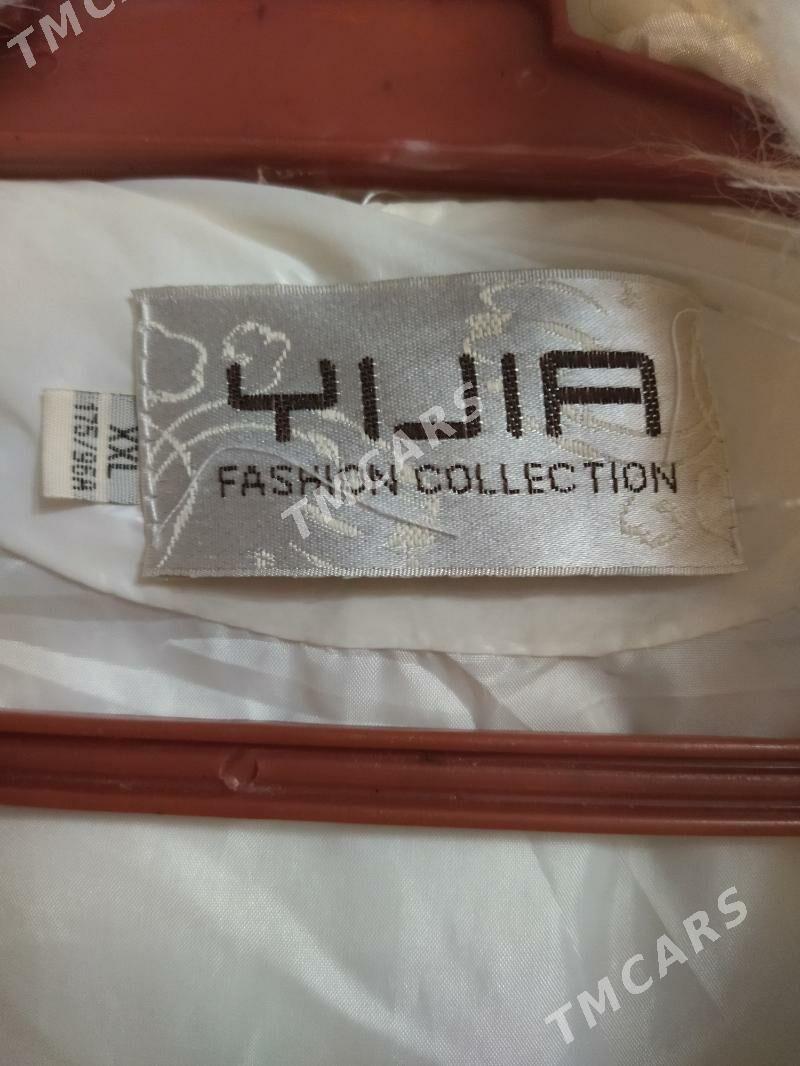 TMCARS
YIJIA
FASHION COLLECTION
XXL
175/96A
TMCARS
TMCARS